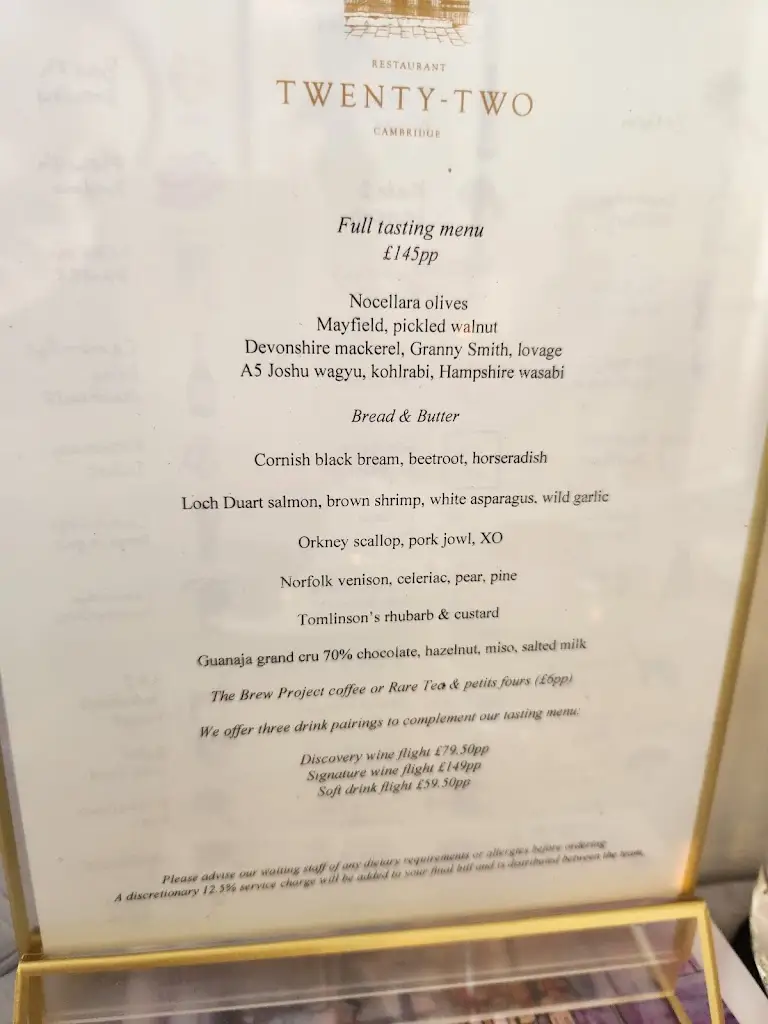 RESTAURANT
TWENTY-TWO
CAMBRIDGE
Full tasting menu
£145pp
Nocellara olives
Mayfield, pickled walnut
Devonshire mackerel, Granny Smith, lovage
A5 Joshu wagyu, kohlrabi, Hampshire wasabi
Bread & Butter
Cornish black bream, beetroot, horseradish
Loch Duart salmon, brown shrimp, white asparagus, wild garlic
Orkney scallop, pork jowl, XO
Norfolk venison, celeriac, pear, pine
Tomlinson's rhubarb & custard
Guanaja grand cru 70% chocolate, hazelnut, miso, salted milk
The Brew Project coffee or Rare Tea & petits fours (£6pp)
We offer three drink pairings to complement our tasting menu:
Discovery wine flight £79.50pp
Signature wine flight £149pp
Soft drink flight £59.50pp
Please advise our waiting staff of any dietary requirements or allergies before ordering
A discretionary 12.5% service charge will be added to your final bill and is distributed between the team.